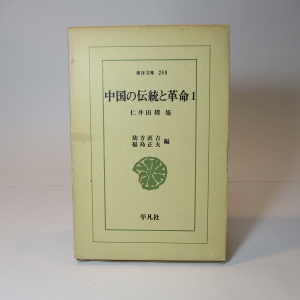 東洋文庫 250
中国の伝統と革命 I
仁井田陞集
幼方直吉
福島正夫
編
平凡社